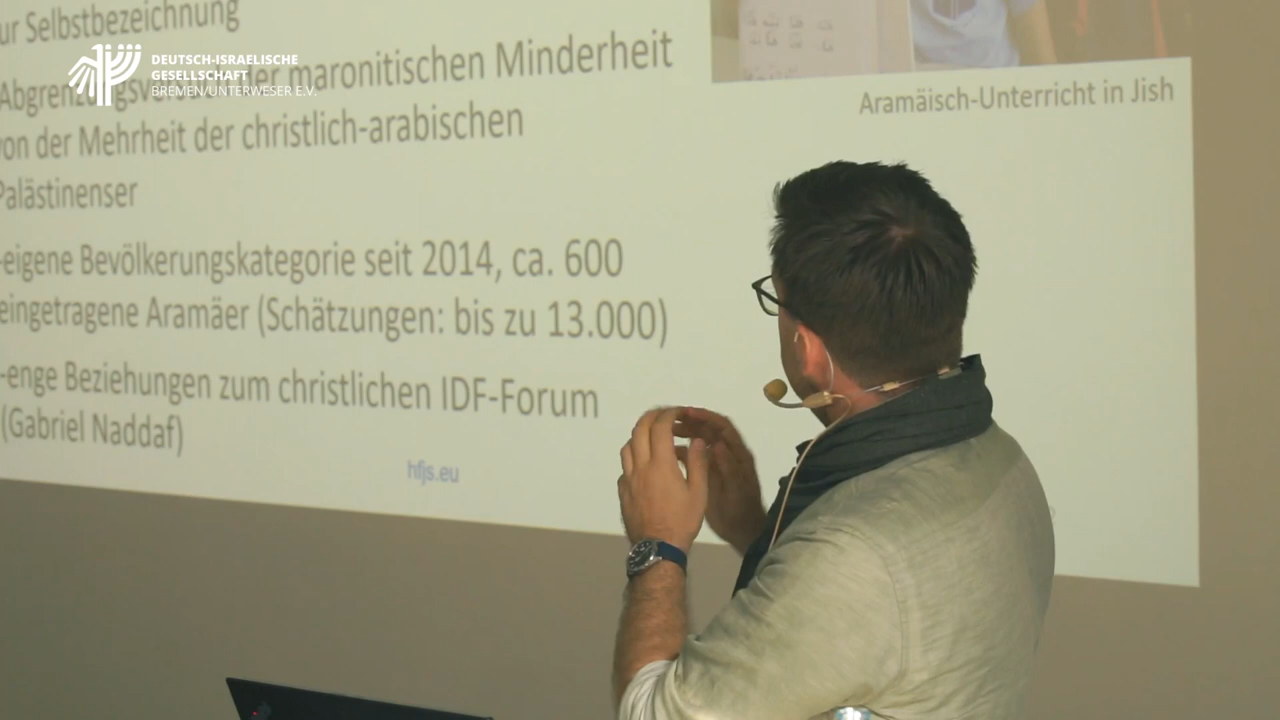 ur Selbstbezeichnung
DEUTSCH-ISRAELISCHE
GESELLSCHAFT
BREMEN/UNTERWESER E.V.
Abgrenzungsversuch der maronitischen Minderheit
von der Mehrheit der christlich-arabischen
Palästinenser
-eigene Bevölkerungskategorie seit 2014, ca. 600
eingetragene Aramäer (Schätzungen: bis zu 13.000)
-enge Beziehungen zum christlichen IDF-Forum
(Gabriel Naddaf)
hfjs.eu
Aramäisch-Unterricht in Jish